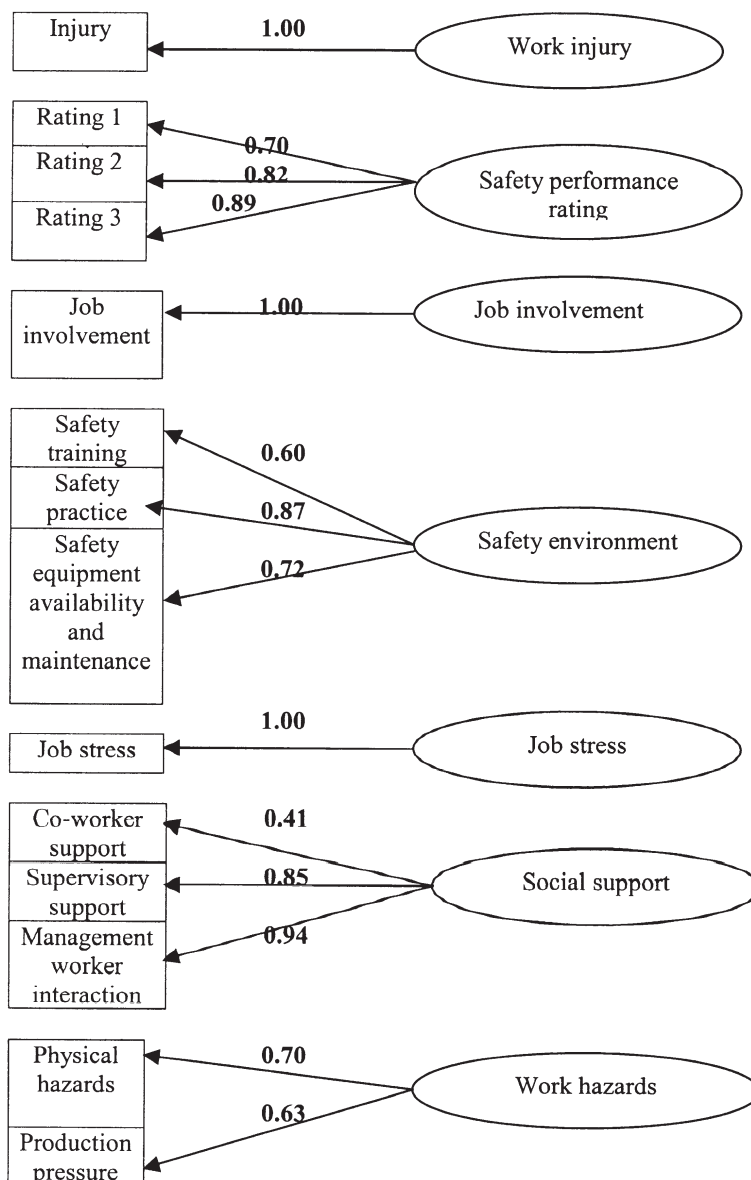 Injury
1.00
Work injury
Rating 1
0.70
Rating 2
0.82
Safety performance
rating
0.89
Rating 3
Job
involvement
1.00
Job involvement
Safety
training
0.60
Safety
practice
0.87
Safety environment
Safety
equipment
availability
and
maintenance
0.72
Job stress
1.00
Job stress
Co-worker
support
0.41
Supervisory
support
0.85
Social support
Management
worker
interaction
0.94
Physical
hazards
0.70
Work hazards
0.63
Production
pressure